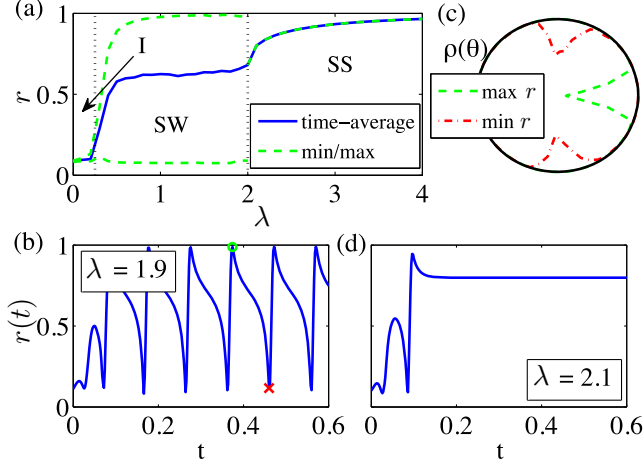 (a)
1
0.5
0
r
I
SW
SS
time−average
min/max
0
1
2
3
4
λ
(c)
ρ(θ)
max r
min r
(b)
1
0.5
0
r(t)
λ = 1.9
0
0.2
0.4
0.6
t
(d)
λ = 2.1
0
0.2
0.4
0.6
t